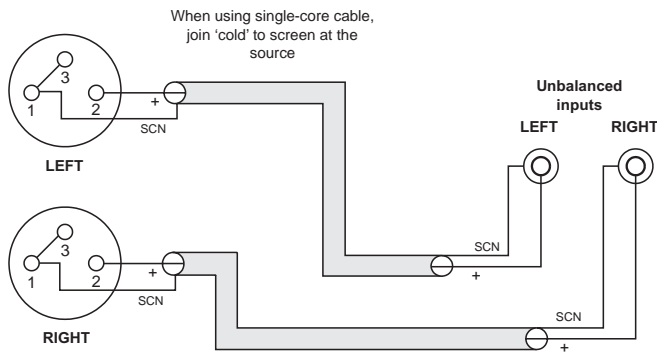 When using single-core cable,
join ‘cold’ to screen at the
source
3
1
2
+
SCN
LEFT
Unbalanced
inputs
LEFT RIGHT
SCN
+
3
1
2
+
SCN
RIGHT
SCN
+